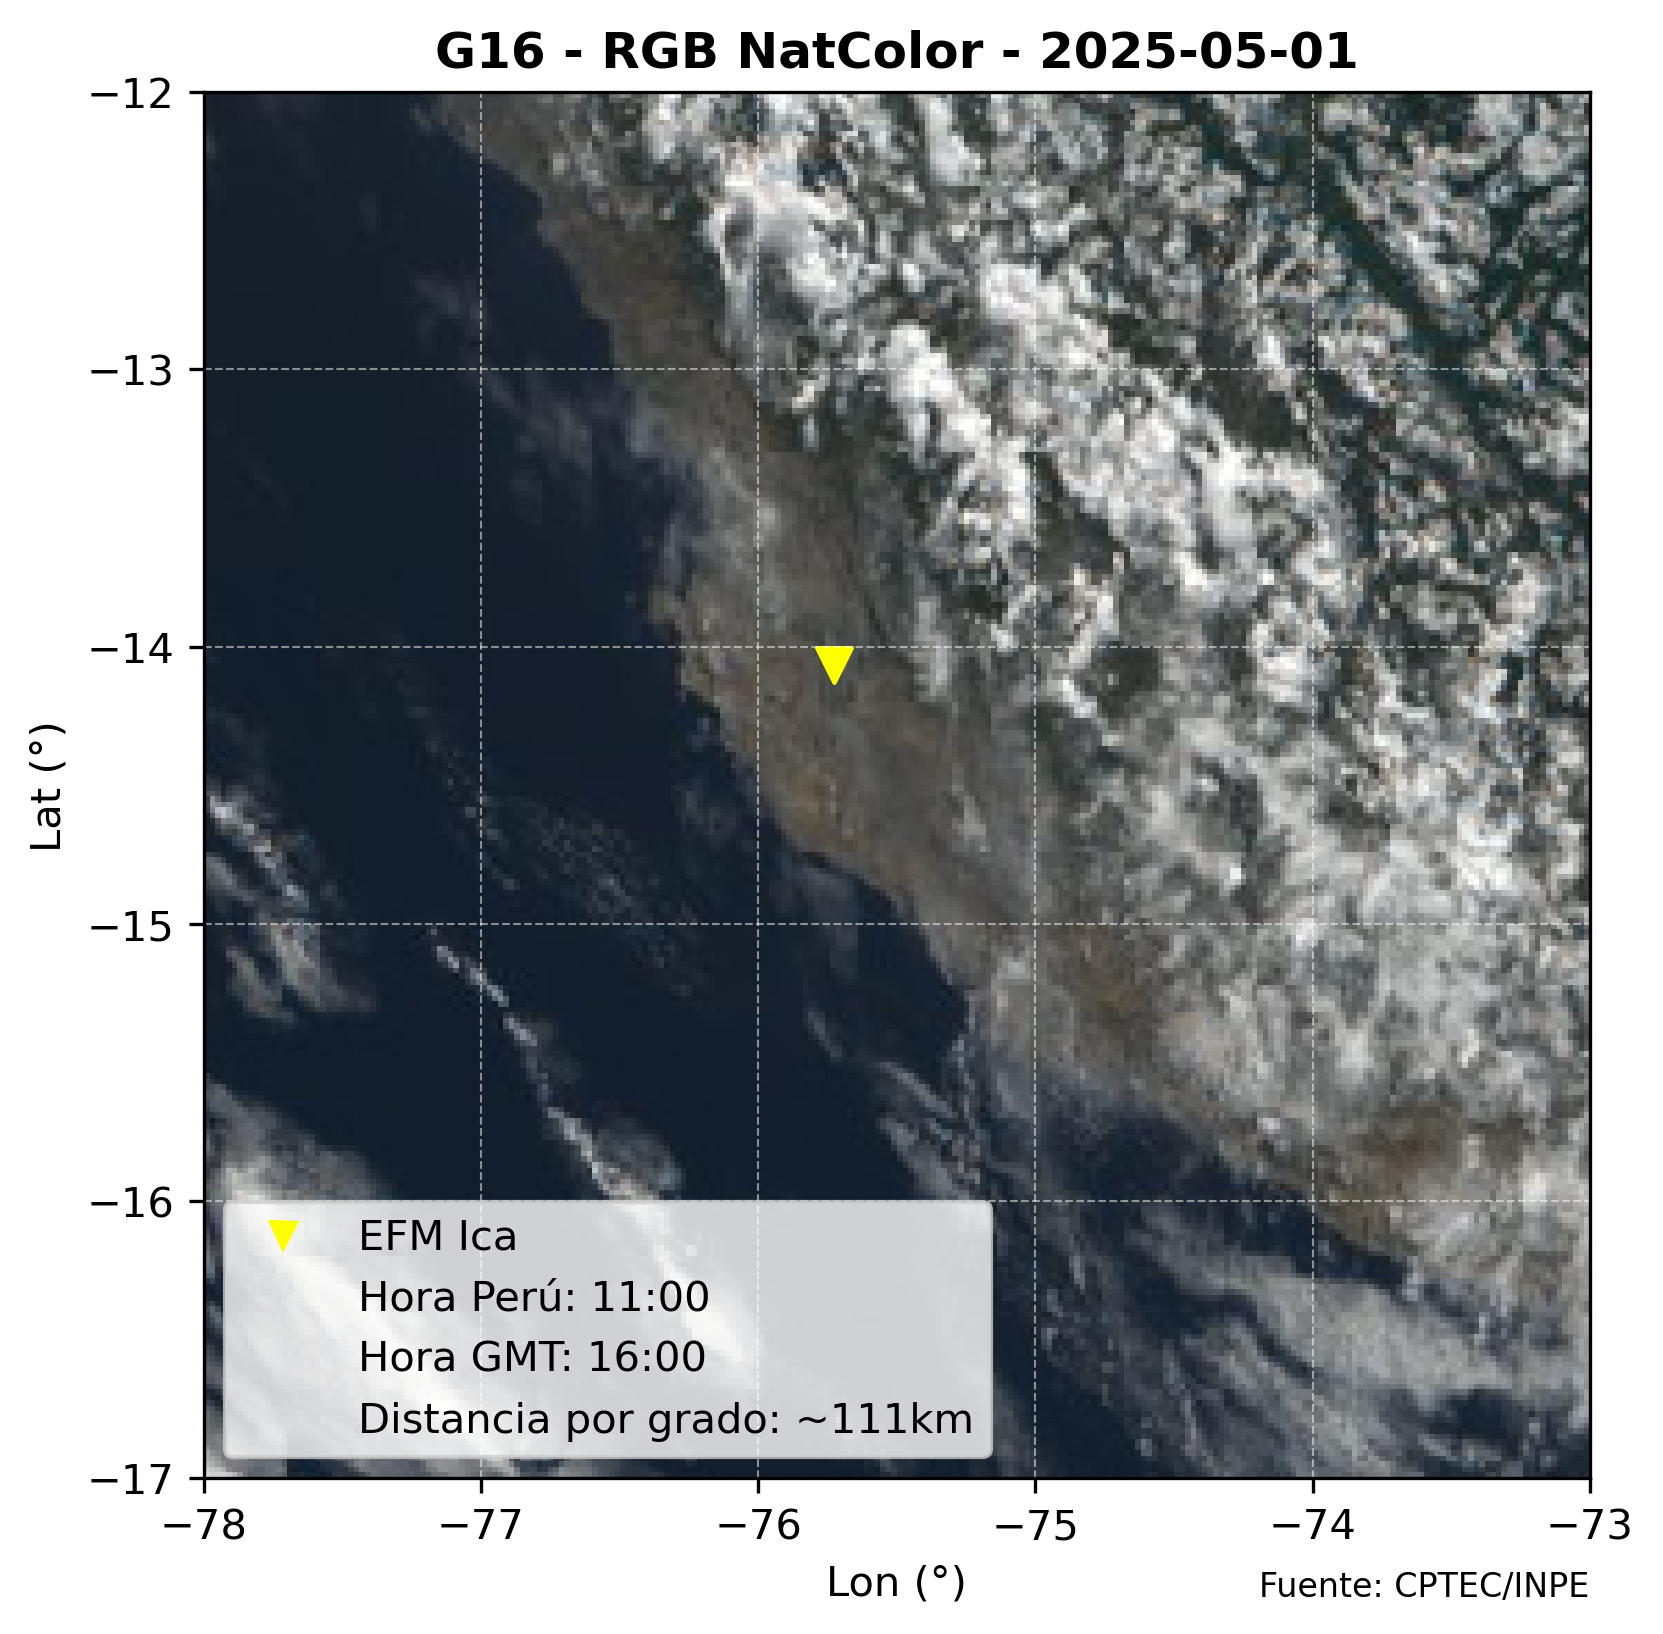 G16 - RGB NatColor - 2025-05-01
−12
−13
−14
−15
−16
−17
Lat (°)
EFM Ica
Hora Perú: 11:00
Hora GMT: 16:00
Distancia por grado: ~111km
−78
−77
−76
−75
−74
−73
Lon (°)
Fuente: CPTEC/INPE